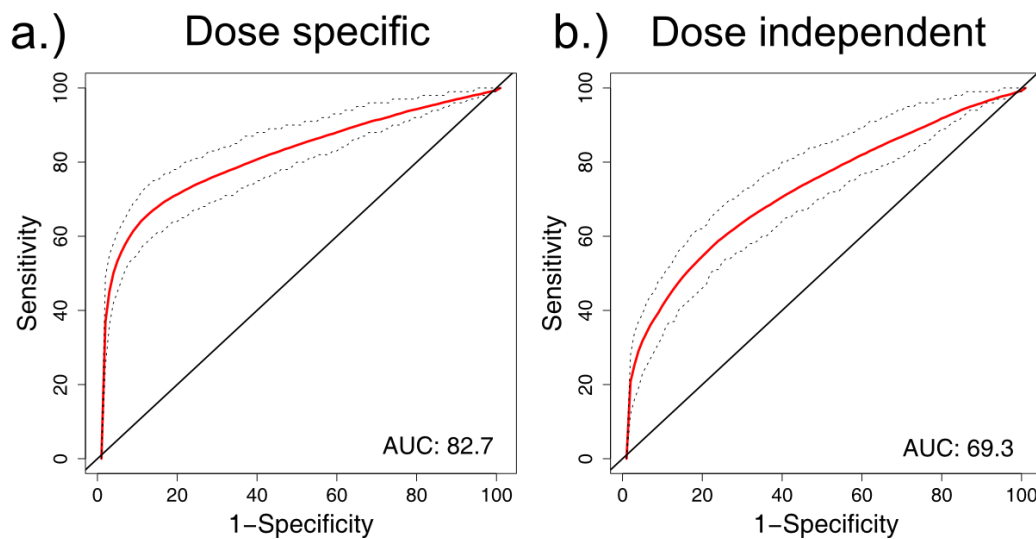 a.) Dose specific
Sensitivity
100
80
60
40
20
0
AUC: 82.7
0 20 40 60 80 100
1−Specificity
b.) Dose independent
Sensitivity
100
80
60
40
20
0
AUC: 69.3
0 20 40 60 80 100
1−Specificity